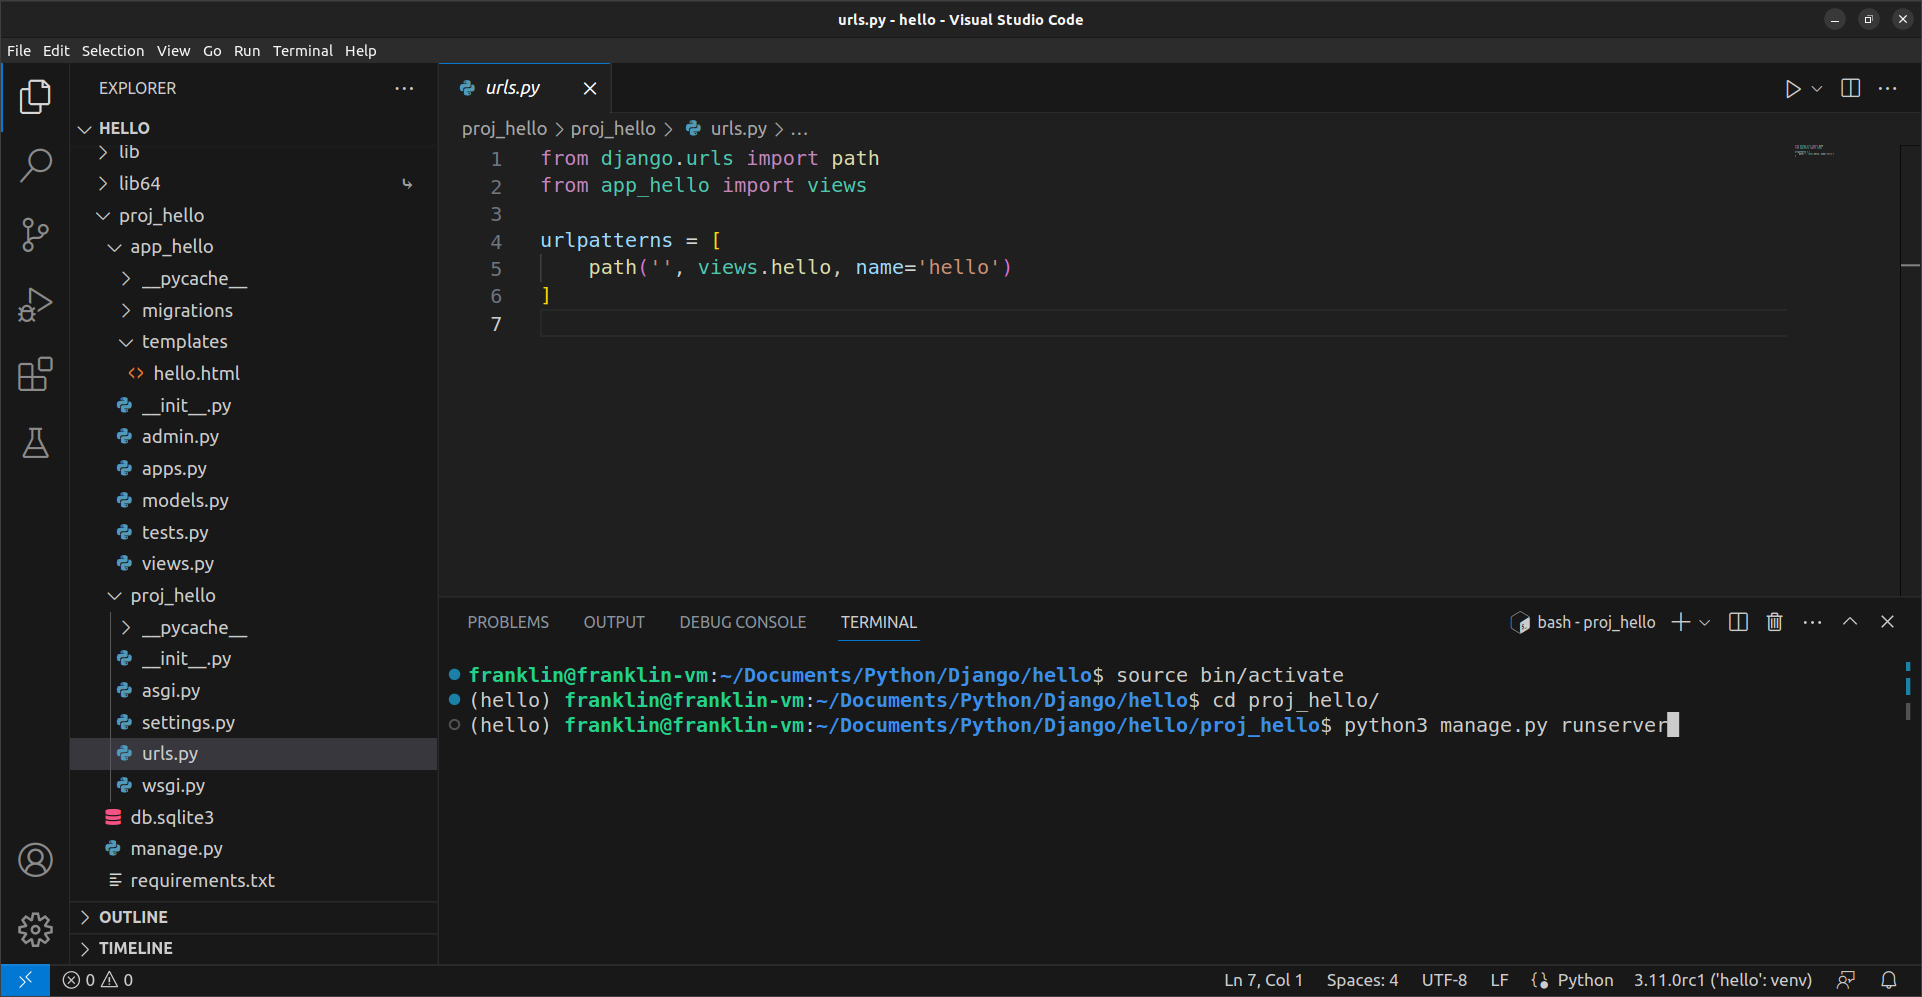 urls.py - hello - Visual Studio Code
File Edit Selection View Go Run Terminal Help
EXPLORER
HELLO
lib
lib64
proj_hello
app_hello
__pycache__
migrations
templates
hello.html
__init__.py
admin.py
apps.py
models.py
tests.py
views.py
proj_hello
__pycache__
__init__.py
asgi.py
settings.py
urls.py
wsgi.py
db.sqlite3
manage.py
requirements.txt
OUTLINE
TIMELINE
urls.py
proj_hello > proj_hello > urls.py > ...
1 from django.urls import path
2 from app_hello import views
3
4 urlpatterns = [
5     path('', views.hello, name='hello')
6 ]
7
PROBLEMS OUTPUT DEBUG CONSOLE TERMINAL bash - proj_hello
franklin@franklin-vm:~/Documents/Python/Django/hello$ source bin/activate
(hello) franklin@franklin-vm:~/Documents/Python/Django/hello$ cd proj_hello/
(hello) franklin@franklin-vm:~/Documents/Python/Django/hello/proj_hello$ python3 manage.py runserver
0 0 Ln 7, Col 1 Spaces: 4 UTF-8 LF {} Python 3.11.0rc1 ('hello': venv)